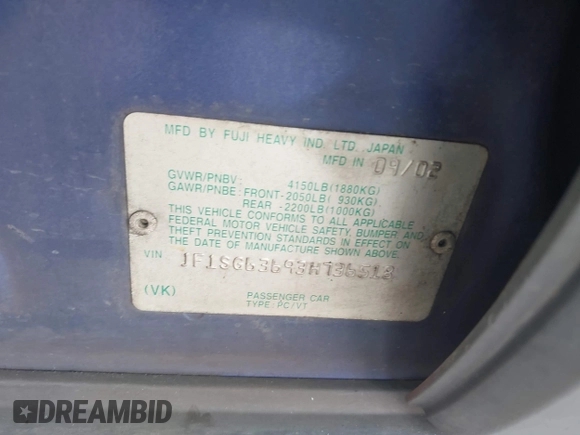 MFD BY FUJI HEAVY IND. LTD. JAPAN
MFD IN 09/02
GVWR/PNBV: 4150LB(1880KG)
GAWR/PNBE: FRONT-2050LB( 930KG)
REAR -2200LB(1000KG)
THIS VEHICLE CONFORMS TO ALL APPLICABLE
FEDERAL MOTOR VEHICLE SAFETY, BUMPER, AND
THEFT PREVENTION STANDARDS IN EFFECT ON
THE DATE OF MANUFACTURE SHOWN ABOVE.
VIN
(VK) PASSENGER CAR
TYPE:PC/VT
DREAMBID